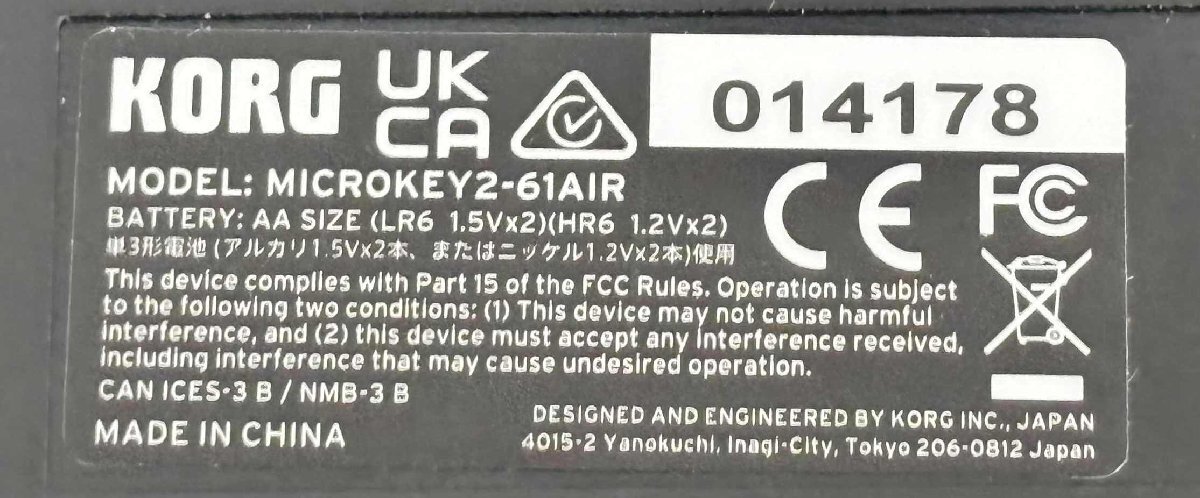 KORG
UK
CA
014178
MODEL: MICROKEY2-61AIR
BATTERY: AA SIZE (LR6 1.5Vx2)(HR6 1.2Vx2)
単3形電池 (アルカリ1.5Vx2本、またはニッケル1.2Vx2本)使用
CE FC
This device complies with Part 15 of the FCC Rules. Operation is subject
to the following two conditions: (1) This device may not cause harmful
interference, and (2) this device must accept any interference received,
including interference that may cause undesired operation.
CAN ICES-3 B / NMB-3 B
MADE IN CHINA
DESIGNED AND ENGINEERED BY KORG INC., JAPAN
4015-2 Yanokuchi, Inagi-City, Tokyo 206-0812 Japan